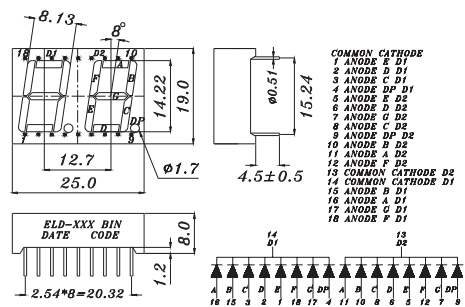 8.13
8°
18 D1 D2 10
A
F B
G
E C
D DP
1 9
14.22
19.0
12.7
25.0
ø1.7
ø0.51
15.24
4.5±0.5
COMMON CATHODE
1 ANODE E D1
2 ANODE D D1
3 ANODE C D1
4 ANODE DP D1
5 ANODE E D2
6 ANODE D D2
7 ANODE G D2
8 ANODE C D2
9 ANODE DP D2
10 ANODE B D2
11 ANODE A D2
12 ANODE F D2
13 COMMON CATHODE D2
14 COMMON CATHODE D1
15 ANODE B D1
16 ANODE A D1
17 ANODE G D1
18 ANODE F D1
ELD-XXX BIN
DATE CODE
8.0
1.2
2.54*8=20.32
14 13
D1 D2
A B C D E F G DP A B C D E F G DP
16 15 3 2 1 18 17 4 11 10 8 6 5 12 7 9